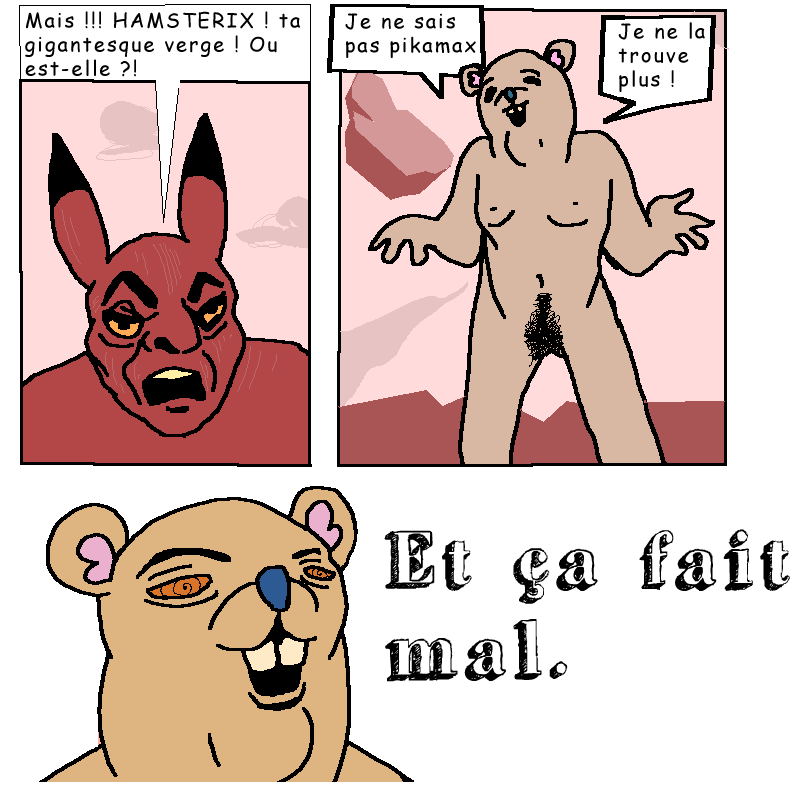 Mais !!! HAMSTERIX ! ta
gigantesque verge ! Ou
est-elle ?!
Je ne sais
pas pikamax
Je ne la
trouve
plus !
Et ça fait
mal.